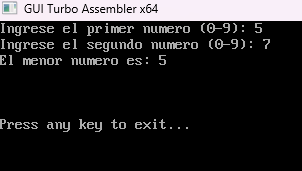 GUI Turbo Assembler x64
Ingrese el primer numero (0-9): 5
Ingrese el segundo numero (0-9): 7
El menor numero es: 5
Press any key to exit...